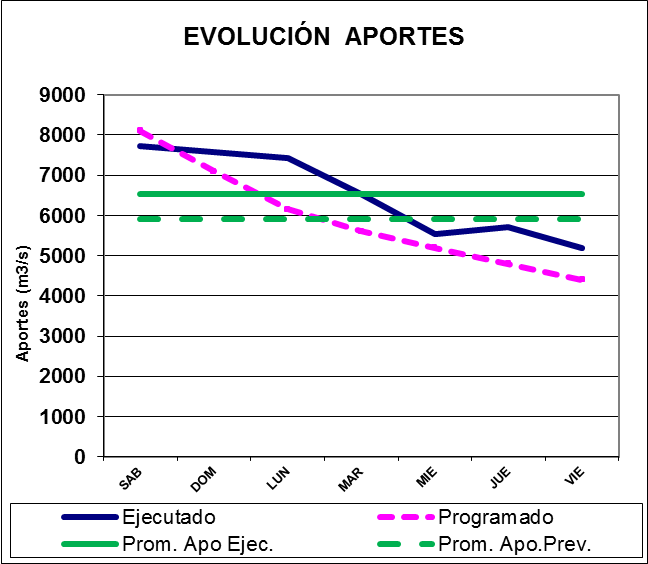 EVOLUCIÓN APORTES
Aportes (m3/s)
9000
8000
7000
6000
5000
4000
3000
2000
1000
0
SAB DOM LUN MAR MIE JUE VIE
Ejecutado Programado
Prom. Apo Ejec. Prom. Apo.Prev.